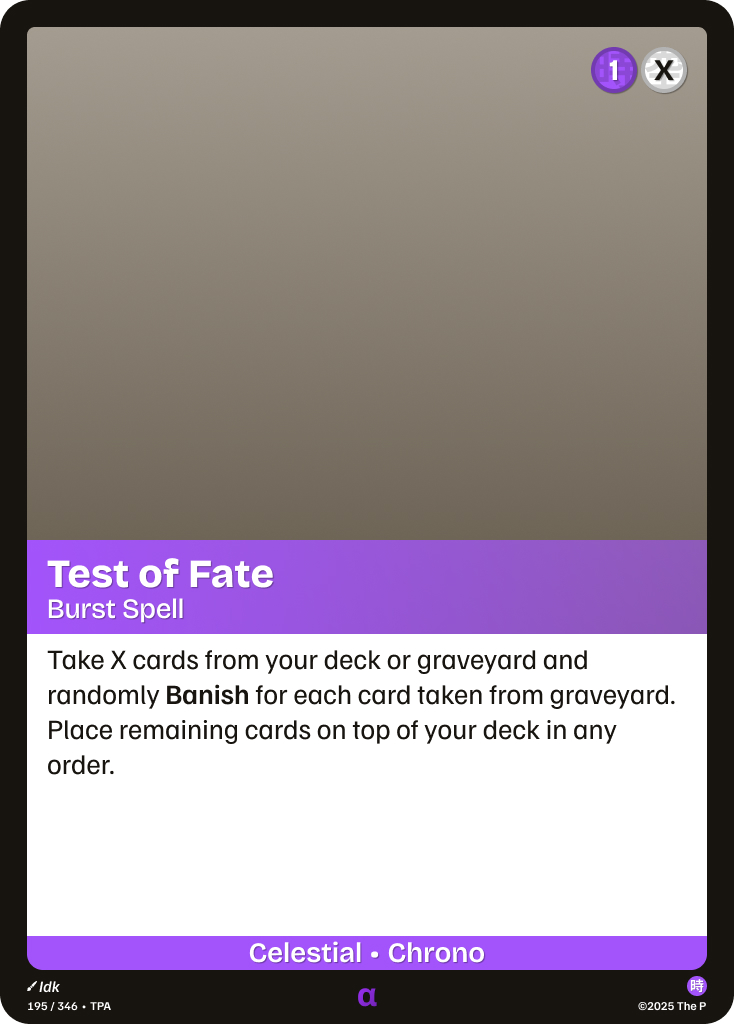 1 X
Test of Fate
Burst Spell
Take X cards from your deck or graveyard and
randomly Banish for each card taken from graveyard.
Place remaining cards on top of your deck in any
order.
Celestial • Chrono
Idk
時
195 / 346 • TPA
α
©2025 The P